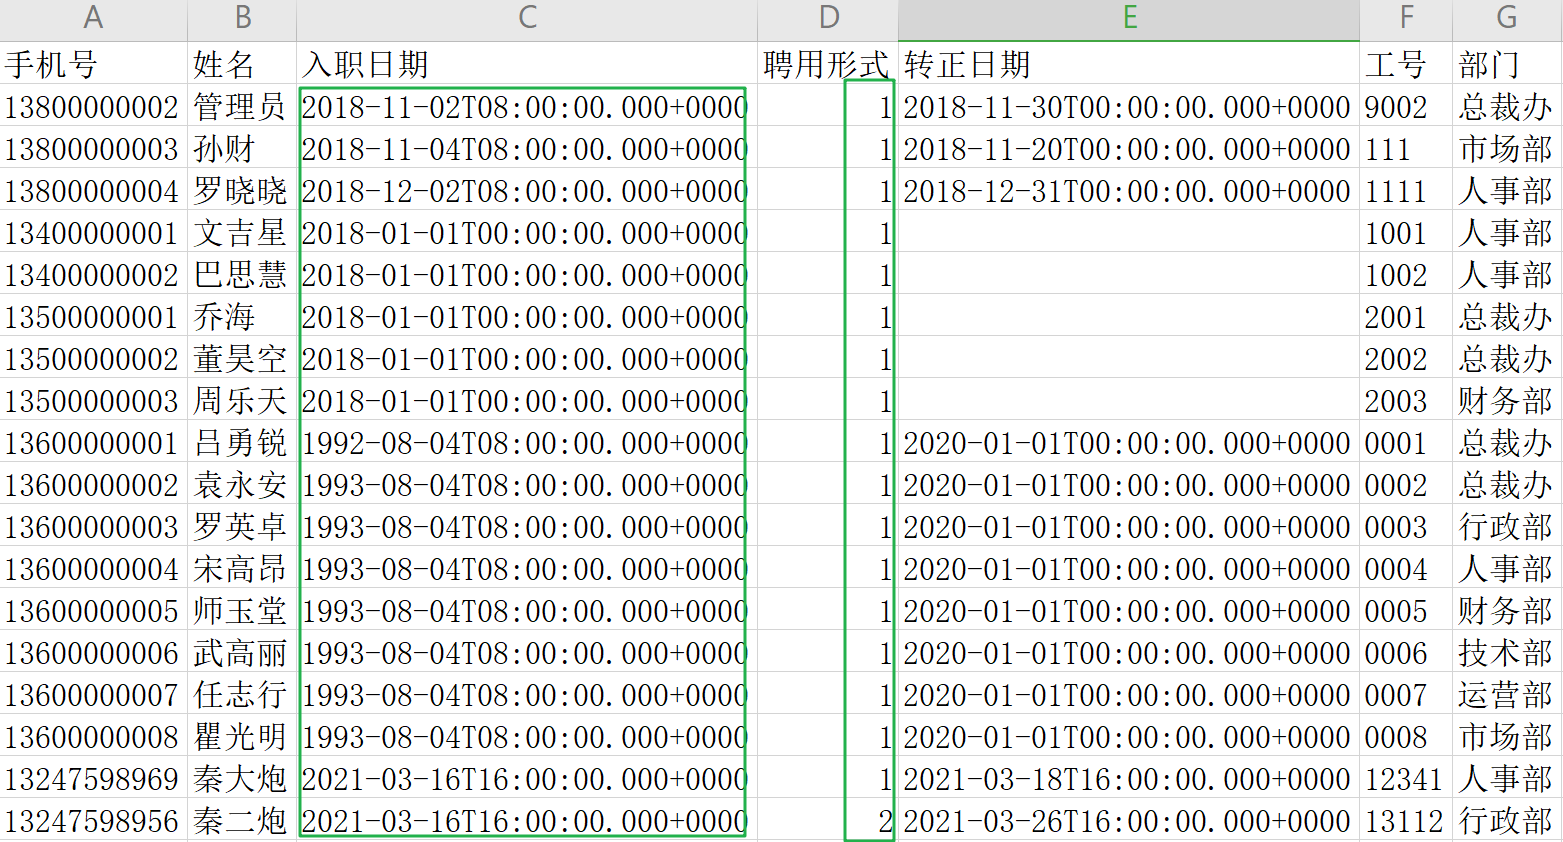 A B C D E F G
手机号 姓名 入职日期 聘用形式 转正日期 工号 部门
13800000002 管理员 2018-11-02T08:00:00.000+0000 1 2018-11-30T00:00:00.000+0000 9002 总裁办
13800000003 孙财 2018-11-04T08:00:00.000+0000 1 2018-11-20T00:00:00.000+0000 111 市场部
13800000004 罗晓晓 2018-12-02T08:00:00.000+0000 1 2018-12-31T00:00:00.000+0000 1111 人事部
13400000001 文吉星 2018-01-01T00:00:00.000+0000 1 1001 人事部
13400000002 巴思慧 2018-01-01T00:00:00.000+0000 1 1002 人事部
13500000001 乔海 2018-01-01T00:00:00.000+0000 1 2001 总裁办
13500000002 董昊空 2018-01-01T00:00:00.000+0000 1 2002 总裁办
13500000003 周乐天 2018-01-01T00:00:00.000+0000 1 2003 财务部
13600000001 吕勇锐 1992-08-04T08:00:00.000+0000 1 2020-01-01T00:00:00.000+0000 0001 总裁办
13600000002 袁永安 1993-08-04T08:00:00.000+0000 1 2020-01-01T00:00:00.000+0000 0002 总裁办
13600000003 罗英卓 1993-08-04T08:00:00.000+0000 1 2020-01-01T00:00:00.000+0000 0003 行政部
13600000004 宋高昂 1993-08-04T08:00:00.000+0000 1 2020-01-01T00:00:00.000+0000 0004 人事部
13600000005 师玉堂 1993-08-04T08:00:00.000+0000 1 2020-01-01T00:00:00.000+0000 0005 财务部
13600000006 武高丽 1993-08-04T08:00:00.000+0000 1 2020-01-01T00:00:00.000+0000 0006 技术部
13600000007 任志行 1993-08-04T08:00:00.000+0000 1 2020-01-01T00:00:00.000+0000 0007 运营部
13600000008 瞿光明 1993-08-04T08:00:00.000+0000 1 2020-01-01T00:00:00.000+0000 0008 市场部
13247598969 秦大炮 2021-03-16T16:00:00.000+0000 1 2021-03-18T16:00:00.000+0000 12341 人事部
13247598956 秦二炮 2021-03-16T16:00:00.000+0000 2 2021-03-26T16:00:00.000+0000 13112 行政部